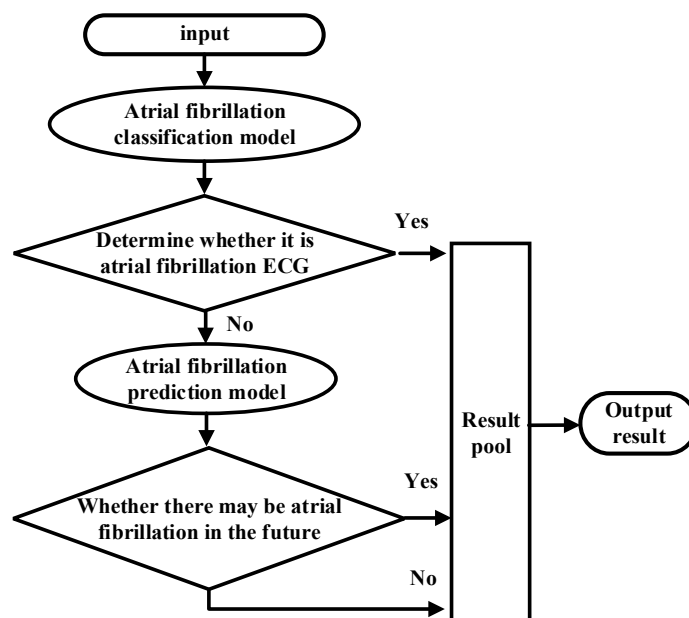 input
Atrial fibrillation
classification model
Yes
Determine whether it is
atrial fibrillation ECG
No
Atrial fibrillation
prediction model
Result
pool
Output
result
Yes
Whether there may be atrial
fibrillation in the future
No